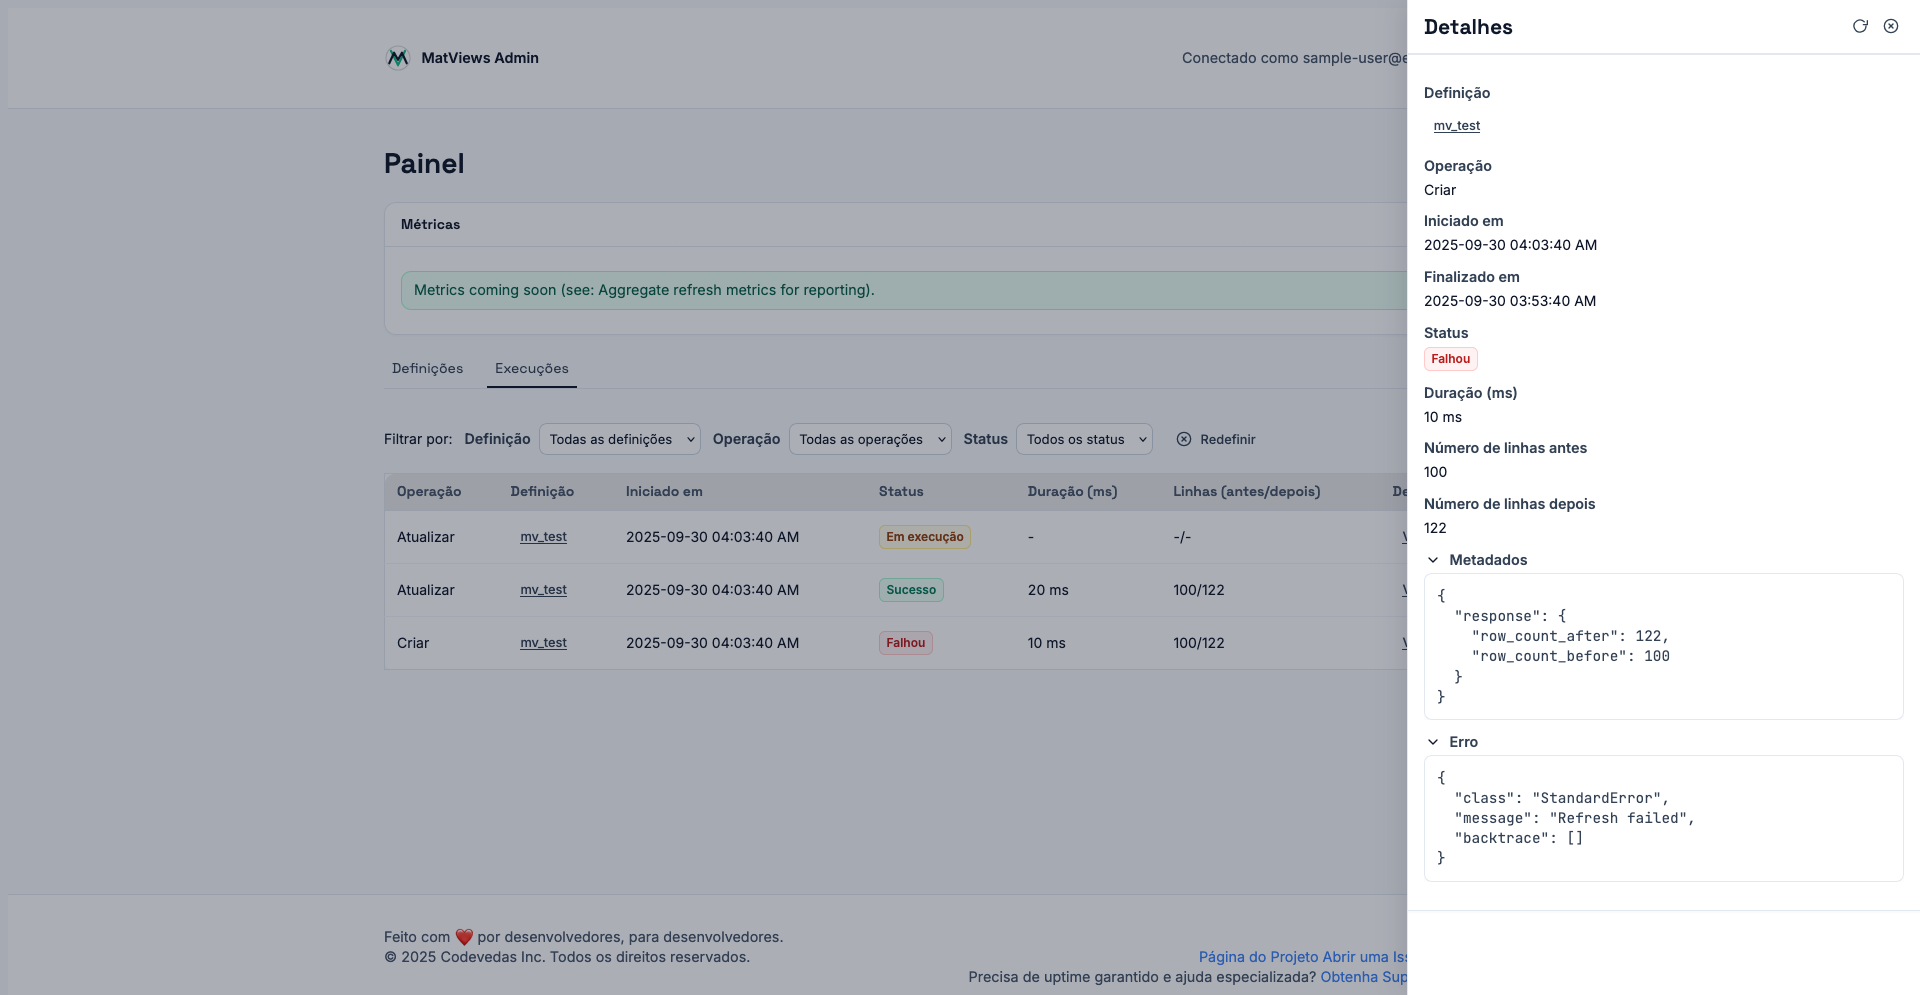 MatViews Admin
Conectado como sample-user@e
Painel
Métricas
Metrics coming soon (see: Aggregate refresh metrics for reporting).
Definições
Execuções
Filtrar por: Definição Todas as definições Operação Todas as operações Status Todos os status Redefinir
Operação Definição Iniciado em Status Duração (ms) Linhas (antes/depois) De
Atualizar mv_test 2025-09-30 04:03:40 AM Em execução - -/-
Atualizar mv_test 2025-09-30 04:03:40 AM Sucesso 20 ms 100/122
Criar mv_test 2025-09-30 04:03:40 AM Falhou 10 ms 100/122
Feito com ❤️ por desenvolvedores, para desenvolvedores.
© 2025 Codevedas Inc. Todos os direitos reservados.
Página do Projeto Abrir uma Iss
Precisa de uptime garantido e ajuda especializada? Obtenha Sup
Detalhes
Definição
mv_test
Operação
Criar
Iniciado em
2025-09-30 04:03:40 AM
Finalizado em
2025-09-30 03:53:40 AM
Status
Falhou
Duração (ms)
10 ms
Número de linhas antes
100
Número de linhas depois
122
Metadados
{
  "response": {
    "row_count_after": 122,
    "row_count_before": 100
  }
}
Erro
{
  "class": "StandardError",
  "message": "Refresh failed",
  "backtrace": []
}